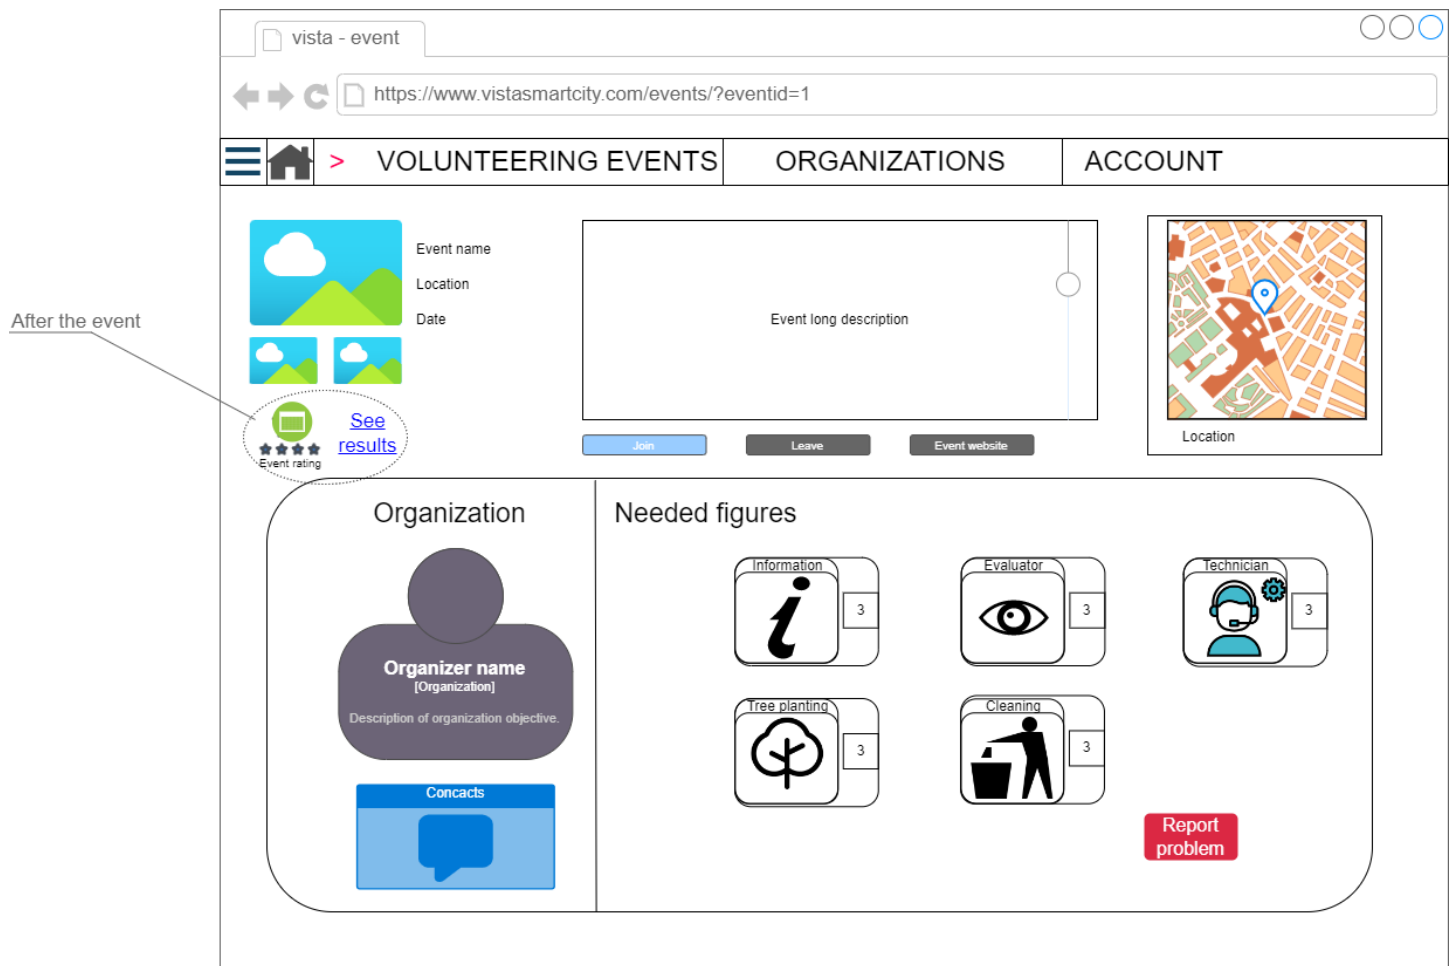 vista - event
https://www.vistasmartcity.com/events/?eventid=1
> VOLUNTEERING EVENTS ORGANIZATIONS ACCOUNT
Event name
Location
Date
After the event
Event long description
See
results
Event rating
Join
Leave
Event website
Location
Organization
Organizer name
[Organization]
Description of organization objective.
Concacts
Needed figures
Information
3
Evaluator
3
Technician
3
Tree planting
3
Cleaning
3
Report
problem